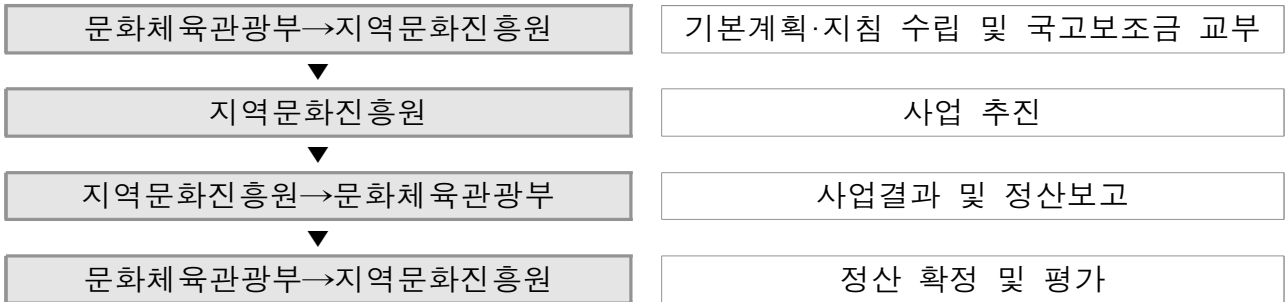 문화체육관광부→지역문화진흥원 기본계획·지침 수립 및 국고보조금 교부
▼
지역문화진흥원 사업 추진
▼
지역문화진흥원→문화체육관광부 사업결과 및 정산보고
▼
문화체육관광부→지역문화진흥원 정산 확정 및 평가